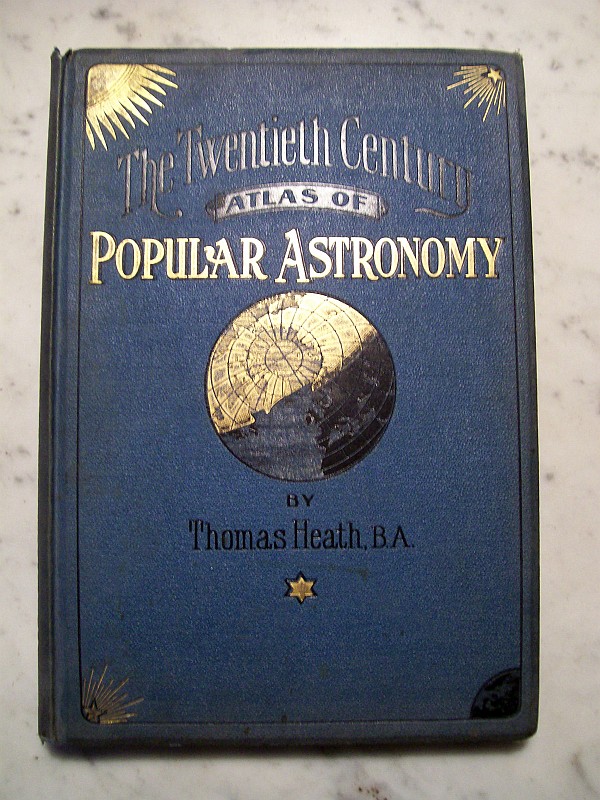 The Twentieth Century
ATLAS OF
POPULAR ASTRONOMY
BY
Thomas Heath, B.A.